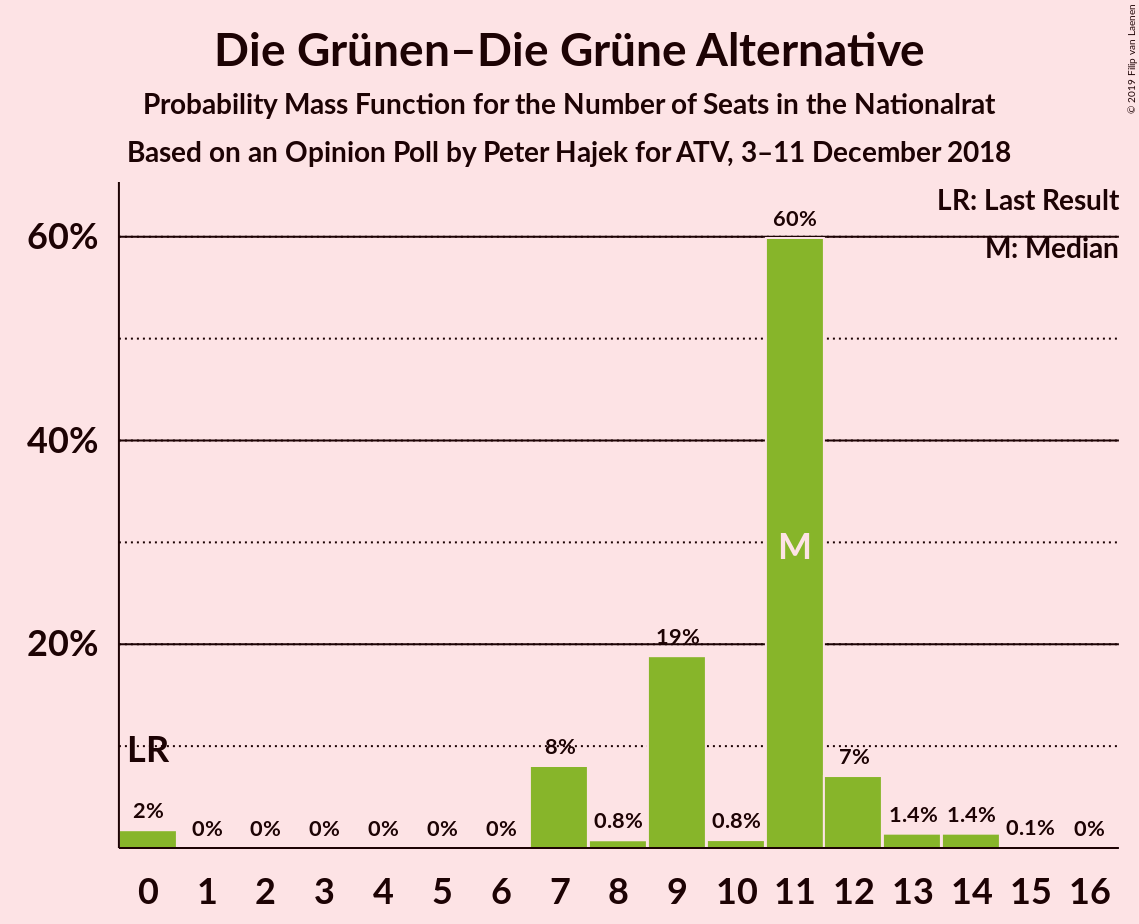 Die Grünen–Die Grüne Alternative
Probability Mass Function for the Number of Seats in the Nationalrat
Based on an Opinion Poll by Peter Hajek for ATV, 3–11 December 2018
© 2019 Filip van Laenen
LR: Last Result
M: Median
60%
40%
20%
60%
M
19%
LR
8%
7%
2%
0%
0%
0%
0%
0%
0%
0.8%
0.8%
1.4%
1.4%
0.1%
0%
0 1 2 3 4 5 6 7 8 9 10 11 12 13 14 15 16